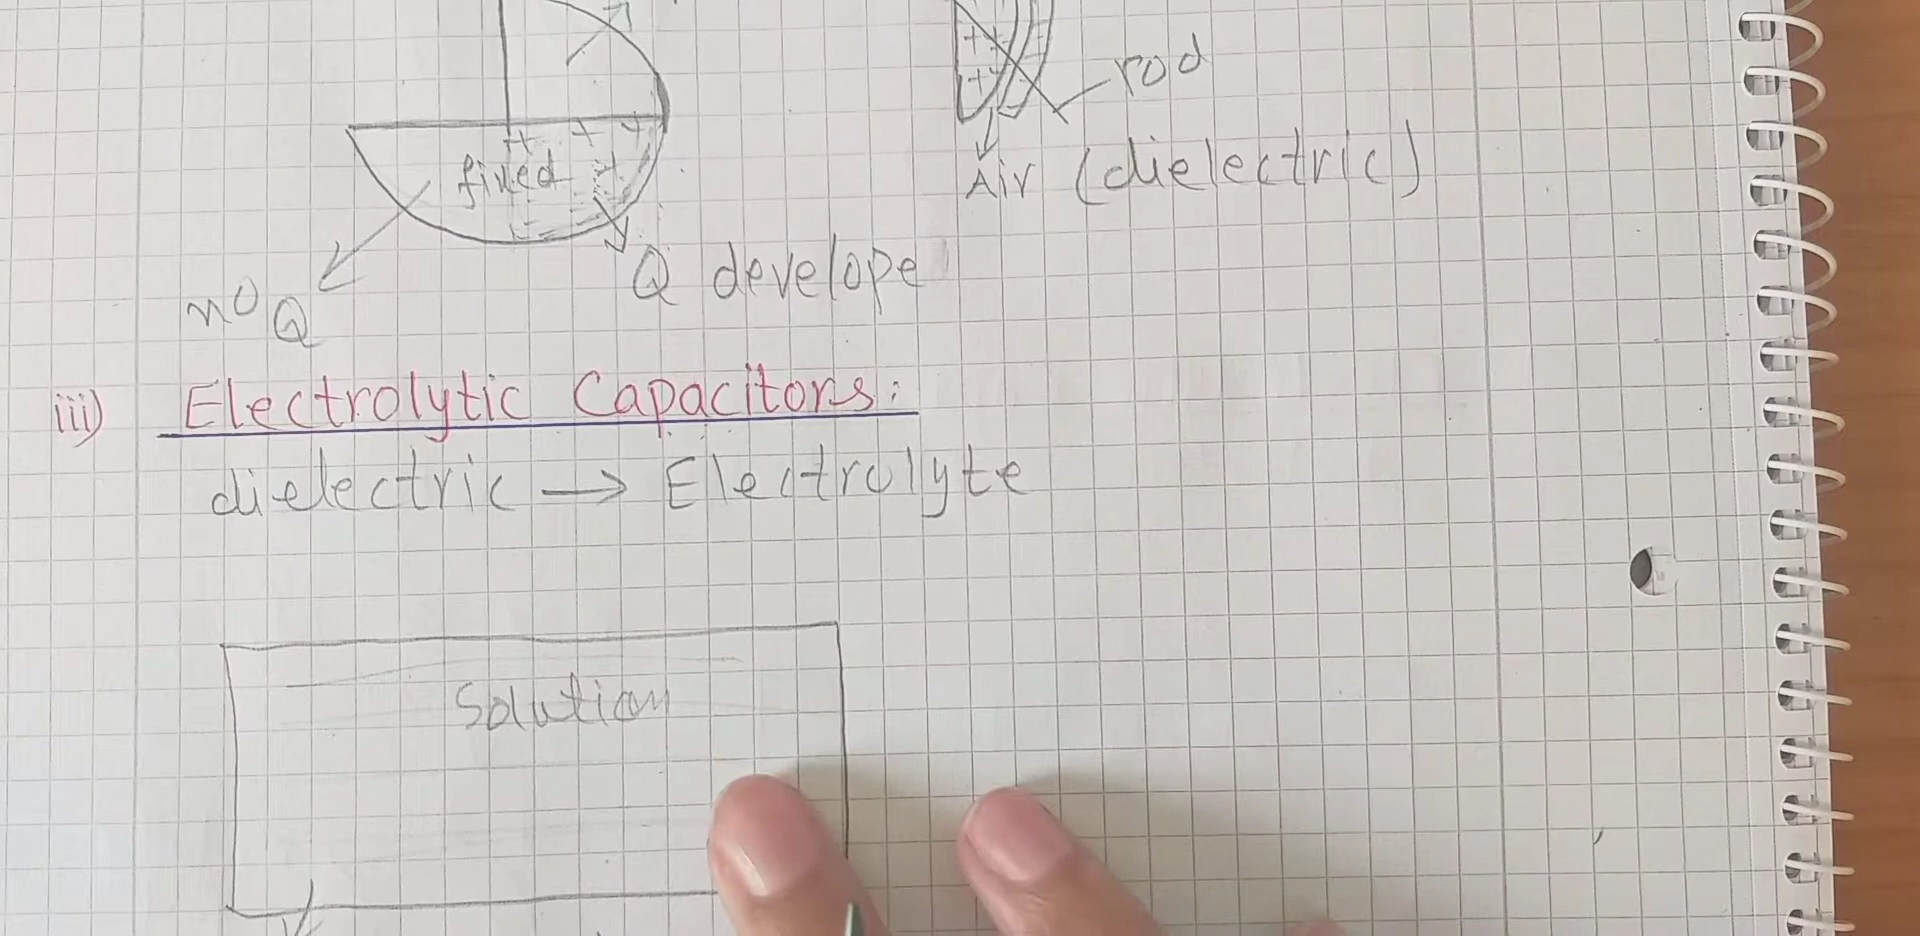 rod
Air (dielectric)
fixed
Q develope
no Q
iii) Electrolytic Capacitors:
dielectric → Electrolyte
Solution